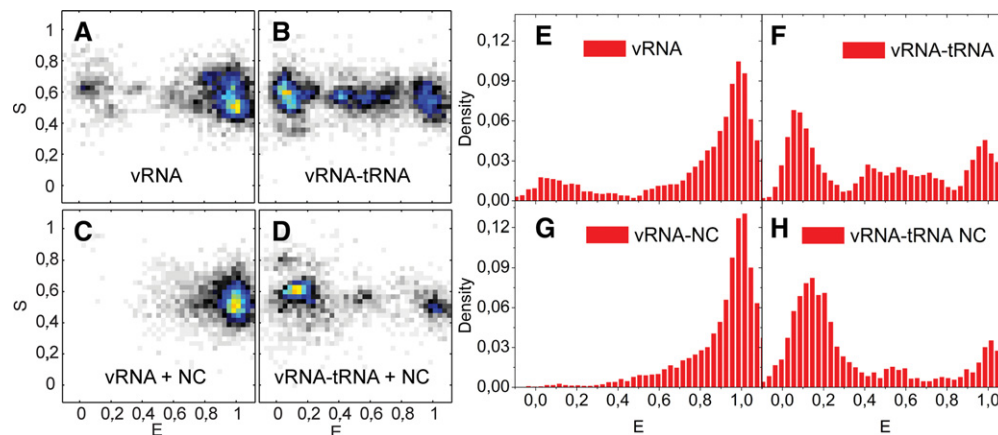 A
B
1
0,8
0,6
0,4
0,2
0
S
vRNA
vRNA-tRNA
C
D
1
0,8
0,6
0,4
0,2
0
S
vRNA + NC
vRNA-tRNA + NC
0 0,2 0,4 0,6 0,8 1
0 0,2 0,4 0,6 0,8 1
E
E
vRNA
F
vRNA-tRNA
0,12
0,09
0,06
0,03
0,00
Density
G
vRNA-NC
H
vRNA-tRNA NC
0,12
0,09
0,06
0,03
0,00
Density
0,0 0,2 0,4 0,6 0,8 1,0
0,0 0,2 0,4 0,6 0,8 1,0
E